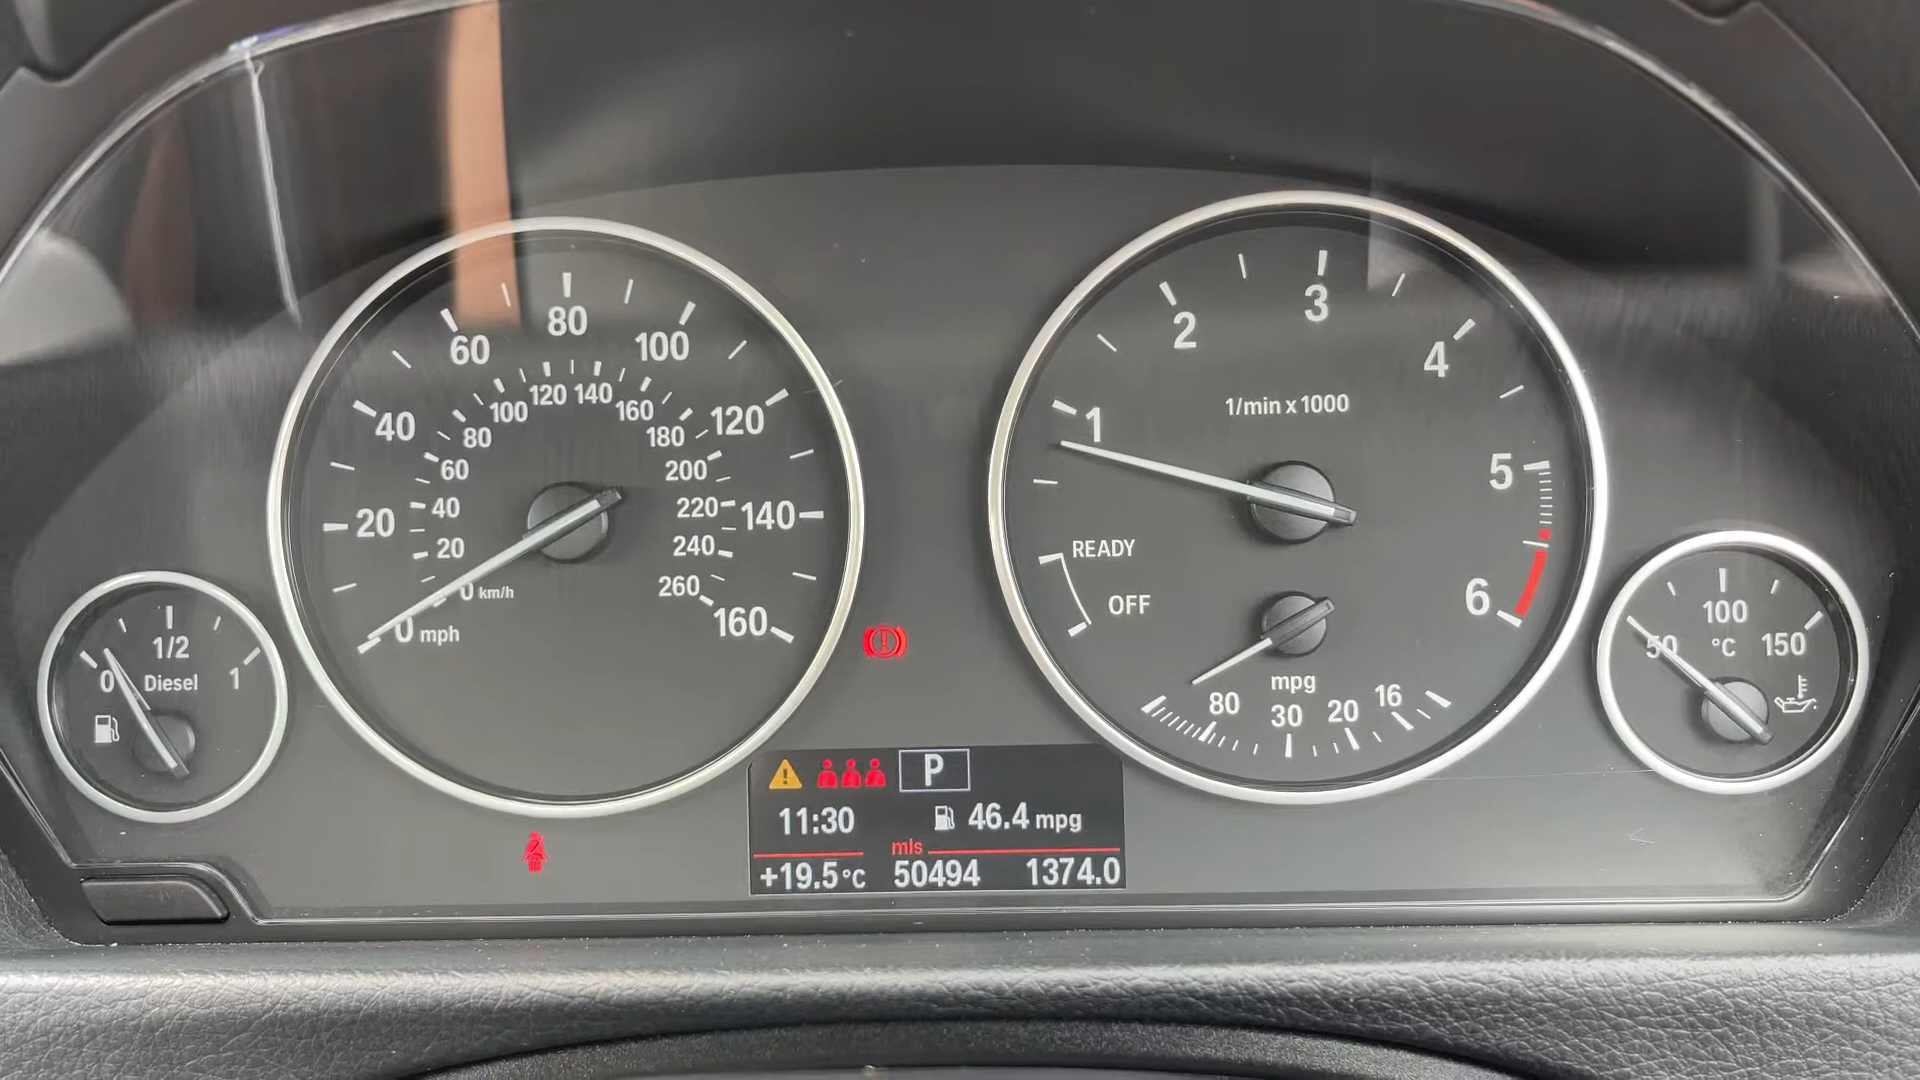 60 80 100
40 120
20 140
0 mph 160
100 120 140 160
80 180
60 200
40 220
20 240
0 km/h 260
2 3 4
1 5
6
1/min x 1000
READY
OFF
mpg
80 30 20 16
1/2
0 Diesel 1
100
50 °C 150
P
11:30 46.4 mpg
mls
+19.5°C 50494 1374.0